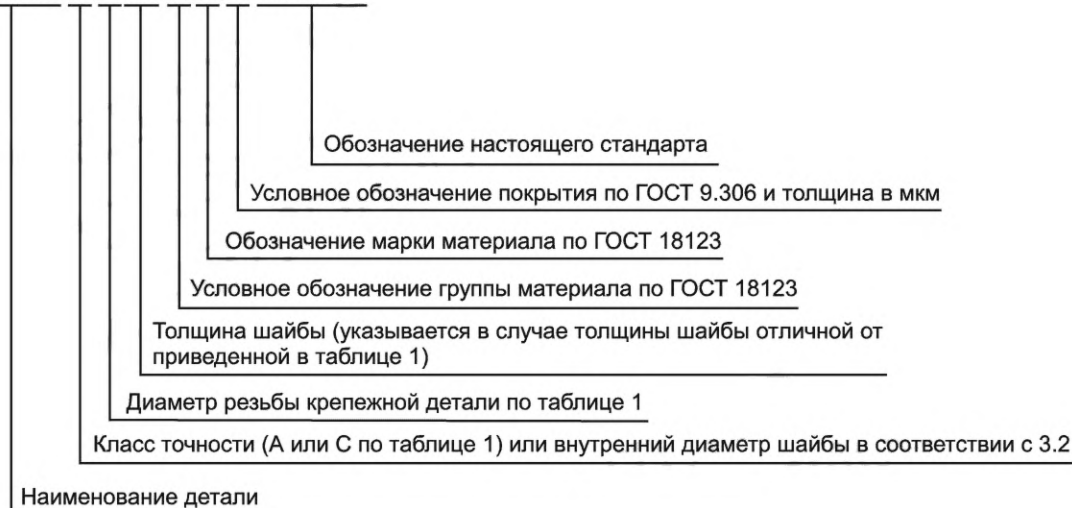 Обозначение настоящего стандарта
Условное обозначение покрытия по ГОСТ 9.306 и толщина в мкм
Обозначение марки материала по ГОСТ 18123
Условное обозначение группы материала по ГОСТ 18123
Толщина шайбы (указывается в случае толщины шайбы отличной от
приведенной в таблице 1)
Диаметр резьбы крепежной детали по таблице 1
Класс точности (А или С по таблице 1) или внутренний диаметр шайбы в соответствии с 3.2
Наименование детали